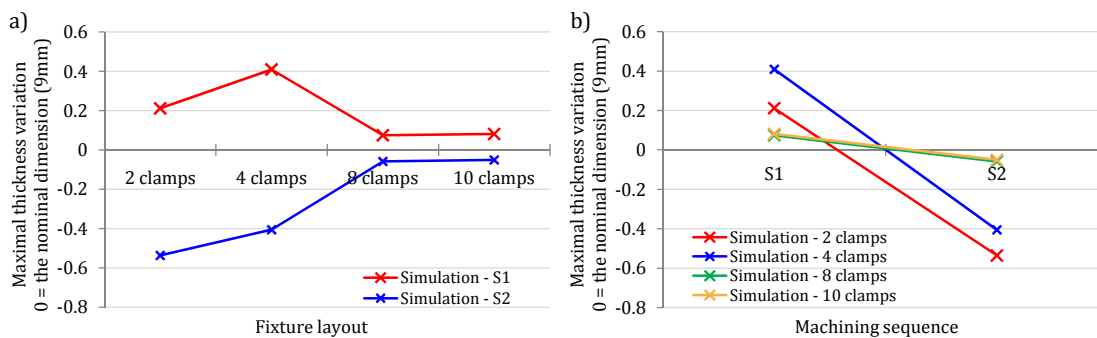 a)
Maximal thickness variation
0 = the nominal dimension (9mm)
0.6
0.4
0.2
0
-0.2
-0.4
-0.6
-0.8
2 clamps
4 clamps
8 clamps
10 clamps
Simulation - S1
Simulation - S2
Fixture layout
b)
Maximal thickness variation
0 = the nominal dimension (9mm)
0.6
0.4
0.2
0
-0.2
-0.4
-0.6
-0.8
S1
S2
Simulation - 2 clamps
Simulation - 4 clamps
Simulation - 8 clamps
Simulation - 10 clamps
Machining sequence